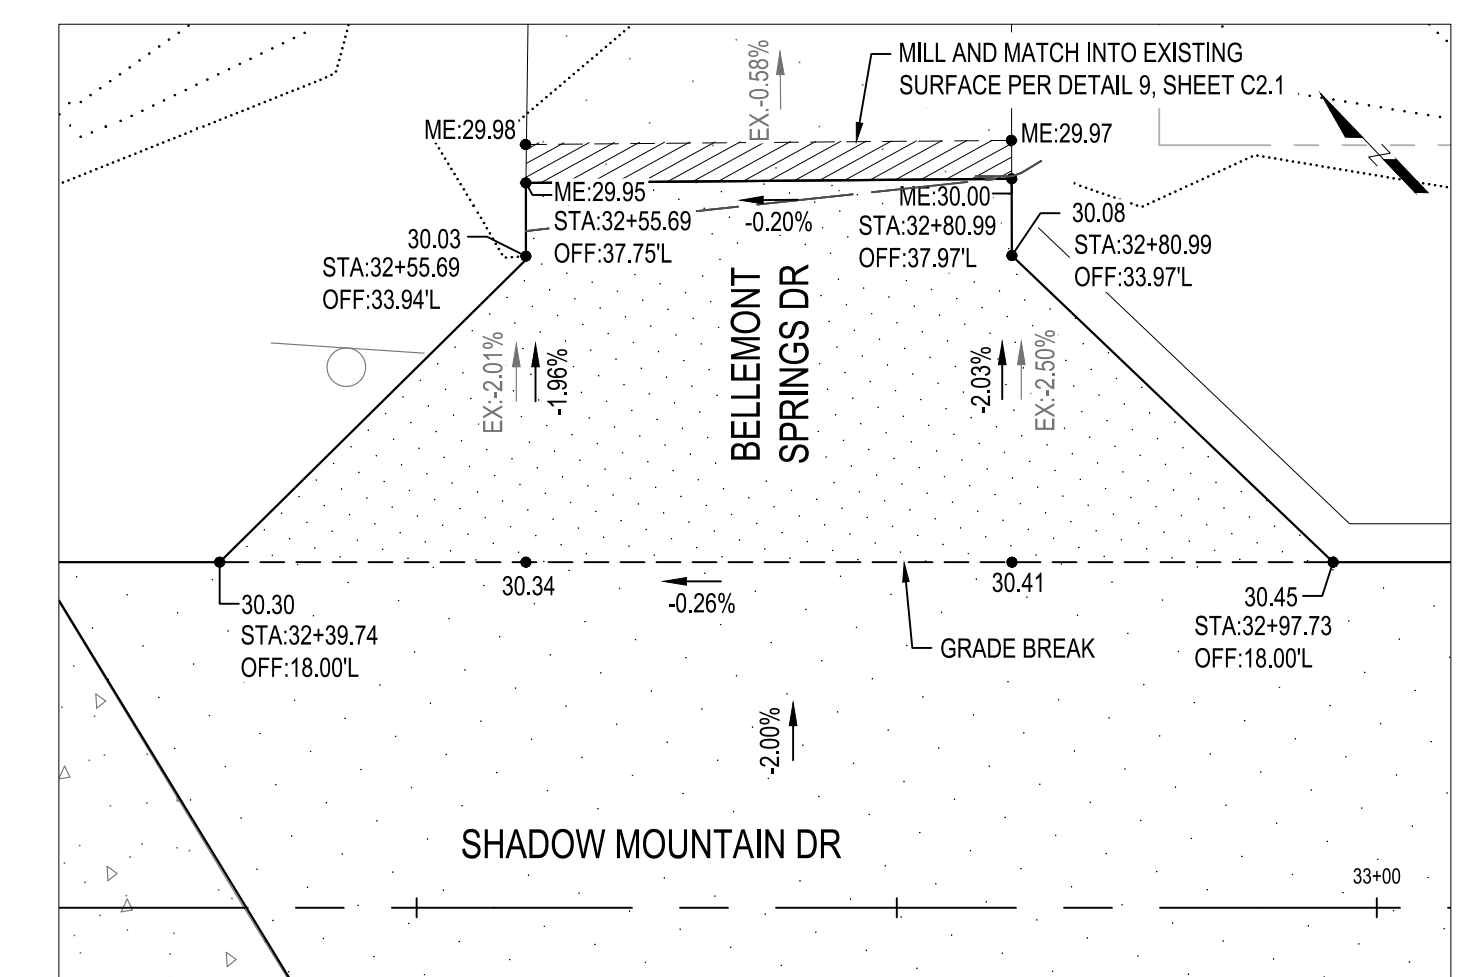 MILL AND MATCH INTO EXISTING
SURFACE PER DETAIL 9, SHEET C2.1
EX.-0.58%
ME:29.98
ME:29.97
ME:29.95
STA:32+55.69
OFF:37.75'L
-0.20%
ME:30.00
STA:32+80.99
OFF:37.97'L
30.03
STA:32+55.69
OFF:33.94'L
30.08
STA:32+80.99
OFF:33.97'L
BELLEMONT
SPRINGS DR
EX:-2.01%
-1.96%
-2.03%
EX:-2.50%
30.30
STA:32+39.74
OFF:18.00'L
30.34
-0.26%
30.41
30.45
STA:32+97.73
OFF:18.00'L
GRADE BREAK
-2.00%
SHADOW MOUNTAIN DR
33+00